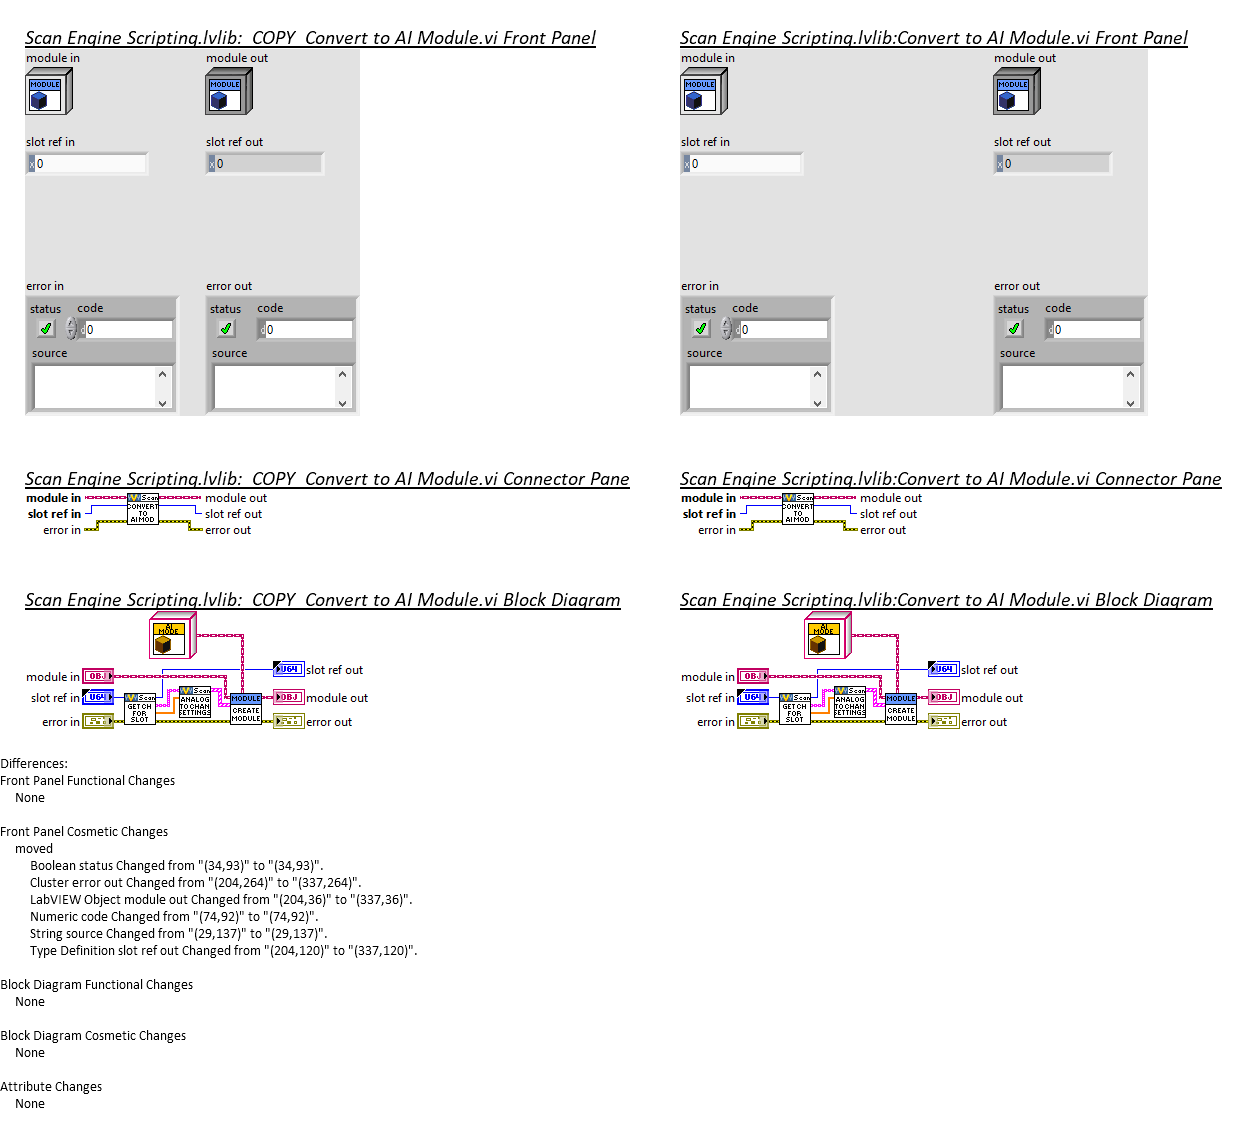 Scan Engine Scripting.lvlib:  COPY  Convert to AI Module.vi Front Panel
module in
module out
MODULE
MODULE
slot ref in
slot ref out
x 0
x 0
error in
error out
status code
status code
d 0
d 0
source
source
Scan Engine Scripting.lvlib:Convert to AI Module.vi Front Panel
module in
module out
MODULE
MODULE
slot ref in
slot ref out
x 0
x 0
error in
error out
status code
status code
d 0
d 0
source
source
Scan Engine Scripting.lvlib:  COPY  Convert to AI Module.vi Connector Pane
module in
slot ref in
error in
Scan
CONVERT
TO
AI MOD
module out
slot ref out
error out
Scan Engine Scripting.lvlib:Convert to AI Module.vi Connector Pane
module in
slot ref in
error in
Scan
CONVERT
TO
AI MOD
module out
slot ref out
error out
Scan Engine Scripting.lvlib:  COPY  Convert to AI Module.vi Block Diagram
AI
MODE
module in
OBJ
slot ref in
U64
error in
Scan
GET CH
FOR
SLOT
Scan
ANALOG
TO CHAN
SETTINGS
MODULE
CREATE
MODULE
U64
slot ref out
OBJ
module out
error out
Scan Engine Scripting.lvlib:Convert to AI Module.vi Block Diagram
AI
MODE
module in
OBJ
slot ref in
U64
error in
Scan
GET CH
FOR
SLOT
Scan
ANALOG
TO CHAN
SETTINGS
MODULE
CREATE
MODULE
U64
slot ref out
OBJ
module out
error out
Differences:
Front Panel Functional Changes
None
Front Panel Cosmetic Changes
moved
Boolean status Changed from "(34,93)" to "(34,93)".
Cluster error out Changed from "(204,264)" to "(337,264)".
LabVIEW Object module out Changed from "(204,36)" to "(337,36)".
Numeric code Changed from "(74,92)" to "(74,92)".
String source Changed from "(29,137)" to "(29,137)".
Type Definition slot ref out Changed from "(204,120)" to "(337,120)".
Block Diagram Functional Changes
None
Block Diagram Cosmetic Changes
None
Attribute Changes
None